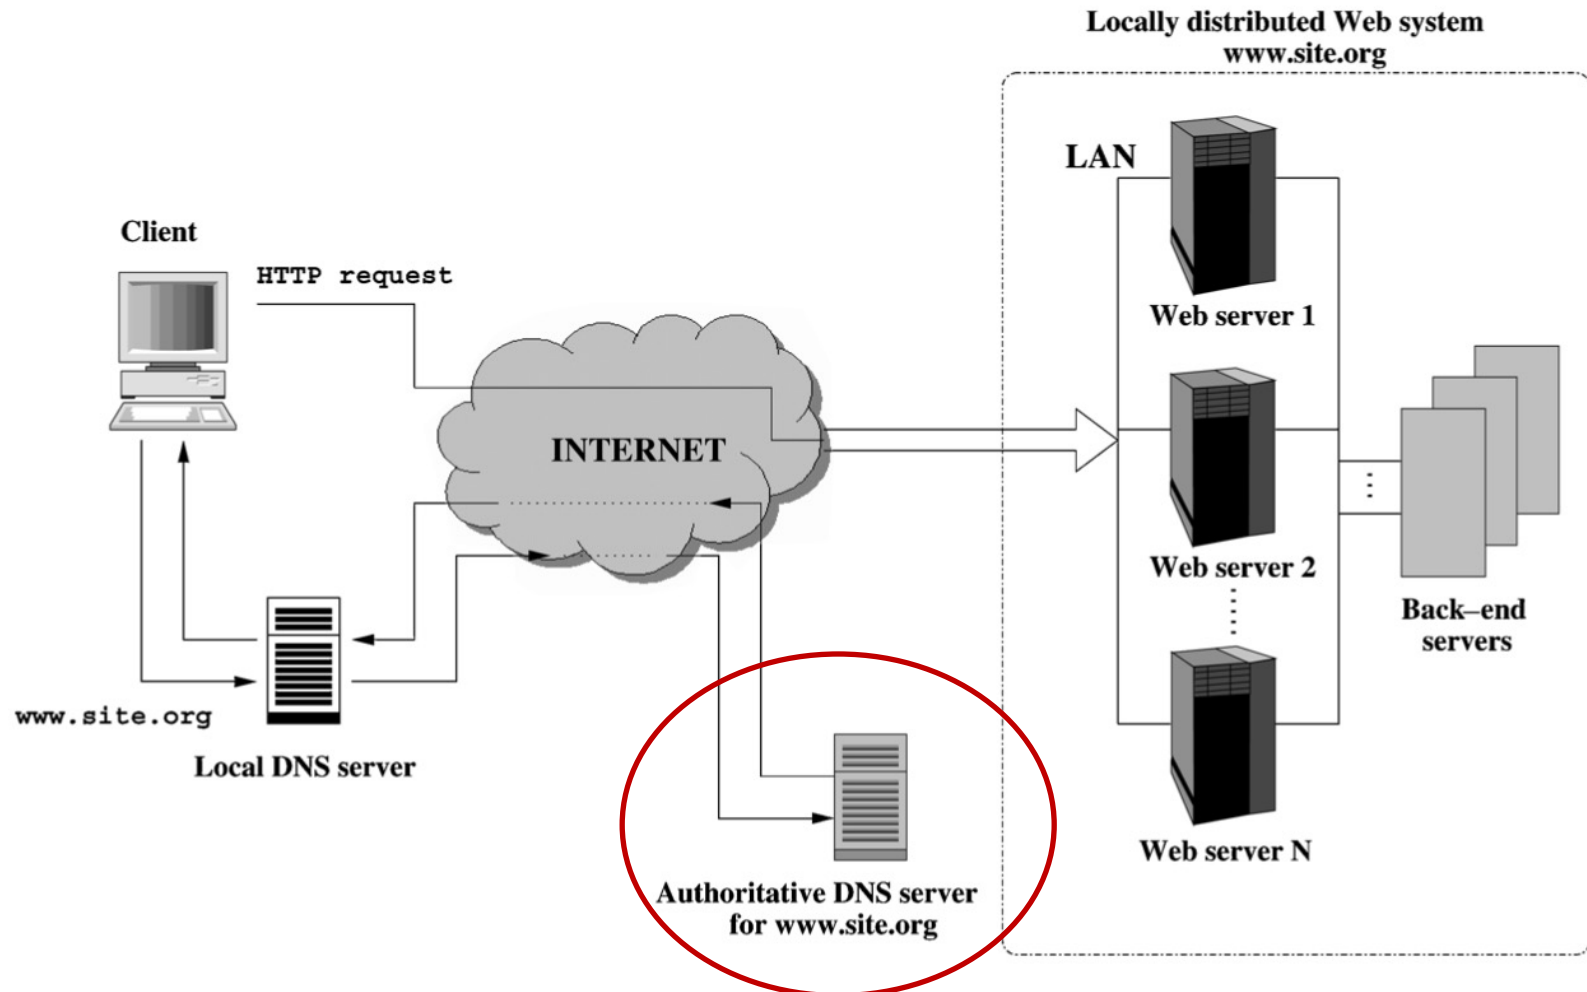 Locally distributed Web system
www.site.org
LAN
Client
HTTP request
Web server 1
INTERNET
Web server 2
Back–end
servers
www.site.org
Local DNS server
Web server N
Authoritative DNS server
for www.site.org